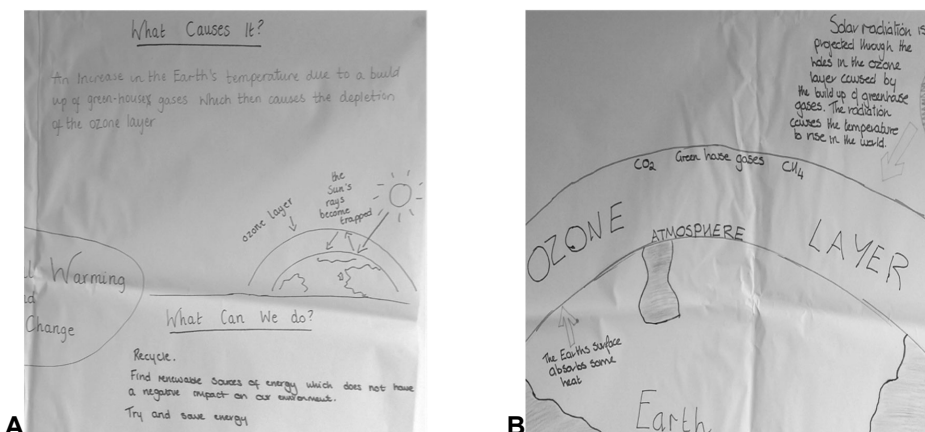 What Causes It?
An Increase in the Earth's temperature due to a build
up of green-houses gases which then causes the depletion
of the ozone layer
ozone layer
the
Sun's
rays
become
trapped
Warming
Change
What Can We do?
Recycle.
Find renewable sources of energy which does not have
a negative impact on our environment.
Try and save energy
A
Solar radiation is
projected through the
holes in the ozone
layer caused by
the build up of greenhouse
gases. The radiation
causes the temperature
to rise in the world.
CO2 Green house gases CH4
OZONE LAYER
ATMOSPHERE
The Earths surface
absorbs some
heat
Earth
B